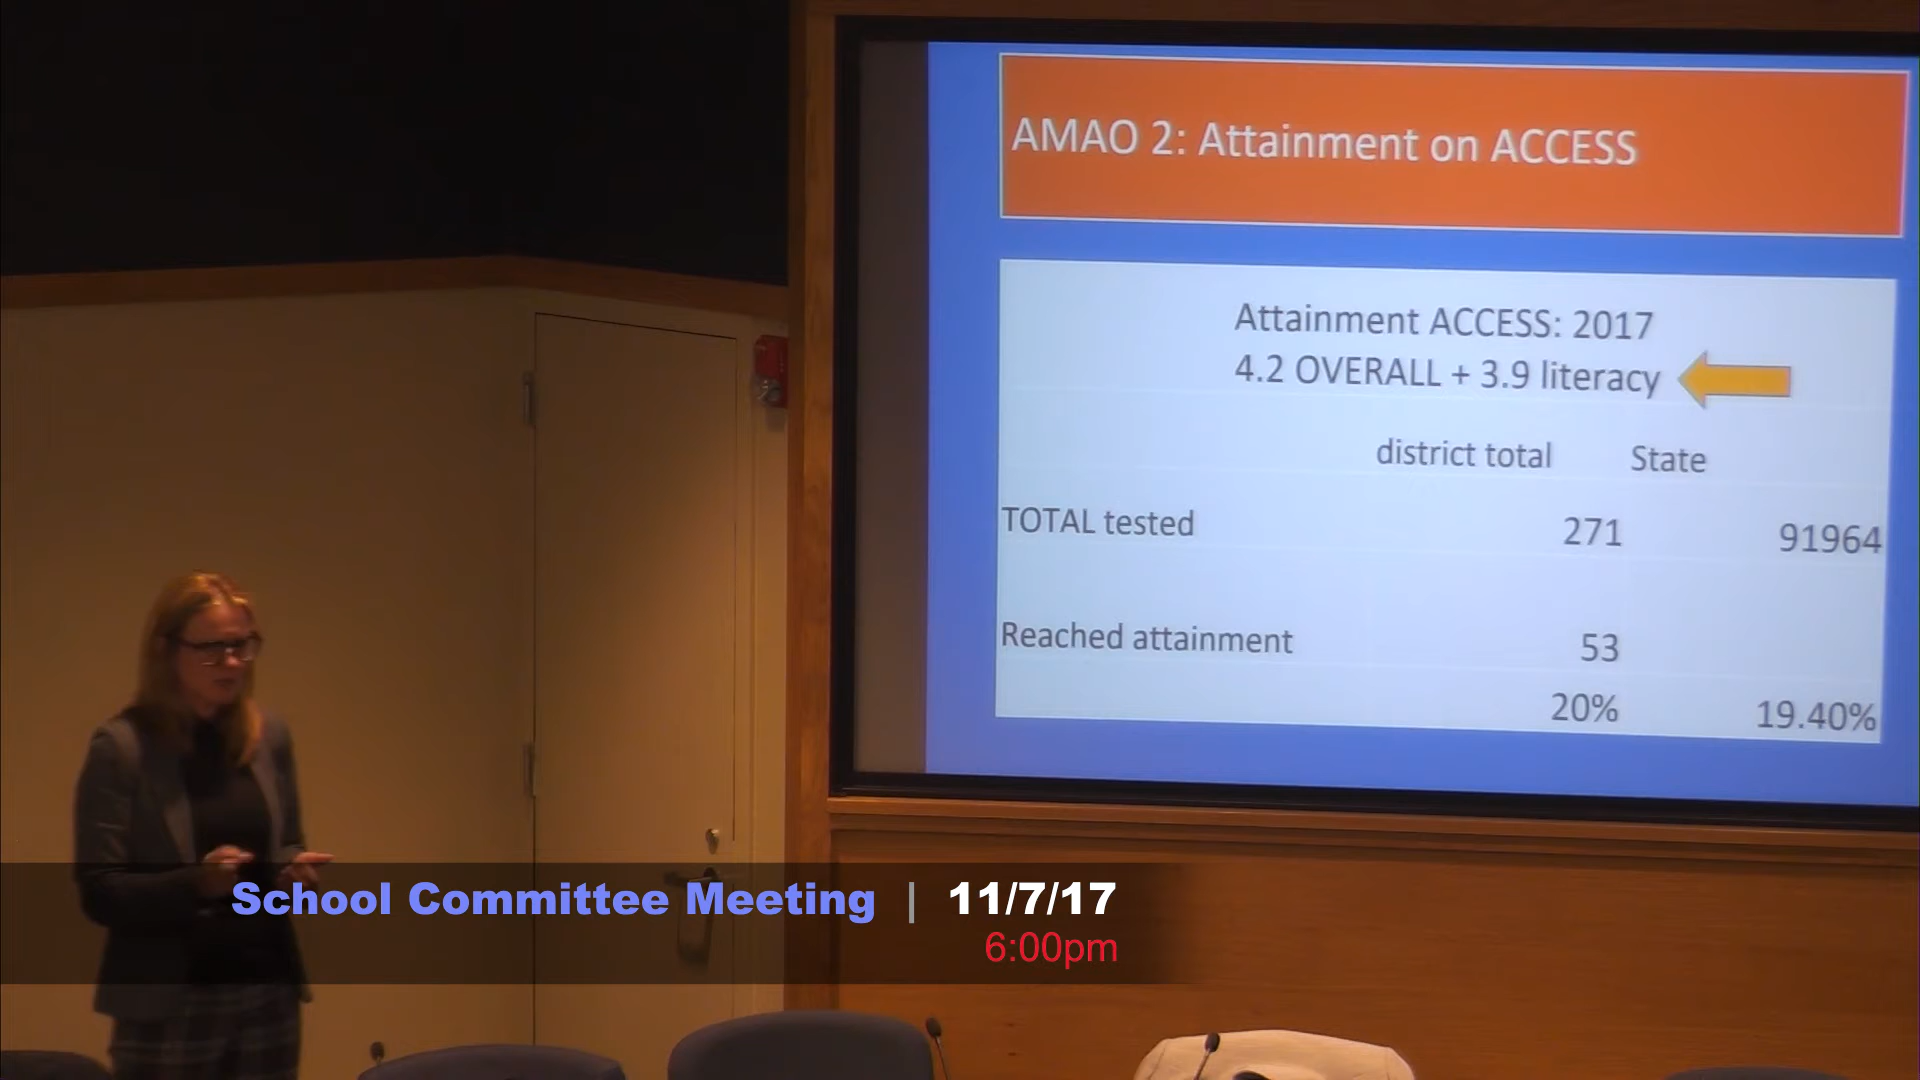 AMAO 2: Attainment on ACCESS
Attainment ACCESS: 2017
4.2 OVERALL + 3.9 literacy
district total State
TOTAL tested 271 91964
Reached attainment 53
20% 19.40%
School Committee Meeting | 11/7/17
6:00pm